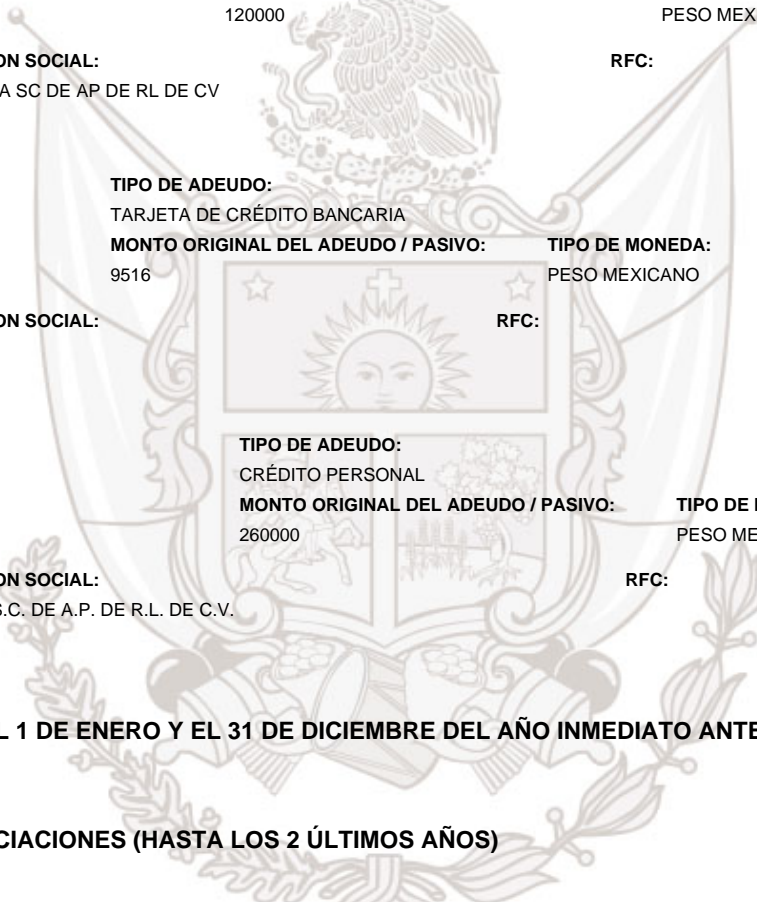 120000 PESO MEX
ON SOCIAL: RFC:
A SC DE AP DE RL DE CV
TIPO DE ADEUDO:
TARJETA DE CRÉDITO BANCARIA
MONTO ORIGINAL DEL ADEUDO / PASIVO: TIPO DE MONEDA:
9516 PESO MEXICANO
ON SOCIAL: RFC:
TIPO DE ADEUDO:
CRÉDITO PERSONAL
MONTO ORIGINAL DEL ADEUDO / PASIVO: TIPO DE
260000 PESO ME
ON SOCIAL: RFC:
S.C. DE A.P. DE R.L. DE C.V.
L 1 DE ENERO Y EL 31 DE DICIEMBRE DEL AÑO INMEDIATO ANTE
CIACIONES (HASTA LOS 2 ÚLTIMOS AÑOS)